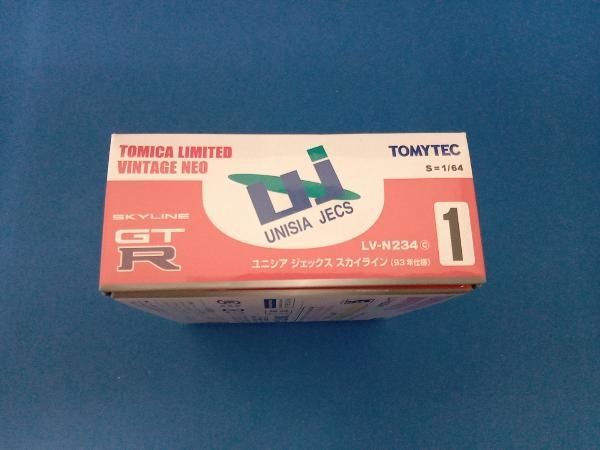 TOMICA LIMITED
VINTAGE NEO
TOMYTEC
S=1/64
UNISIA JECS
SKYLINE
GT
R
LV-N234 c
1
ユニシア ジェックス スカイライン (93年仕様)